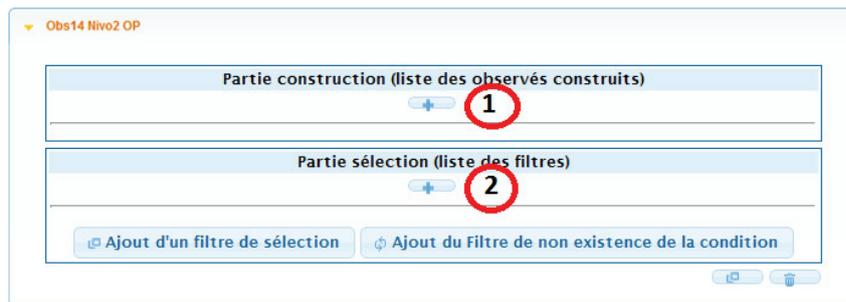 Obs14 Nivo2 OP
Partie construction (liste des observés construits)
1
Partie sélection (liste des filtres)
2
Ajout d'un filtre de sélection
Ajout du Filtre de non existence de la condition